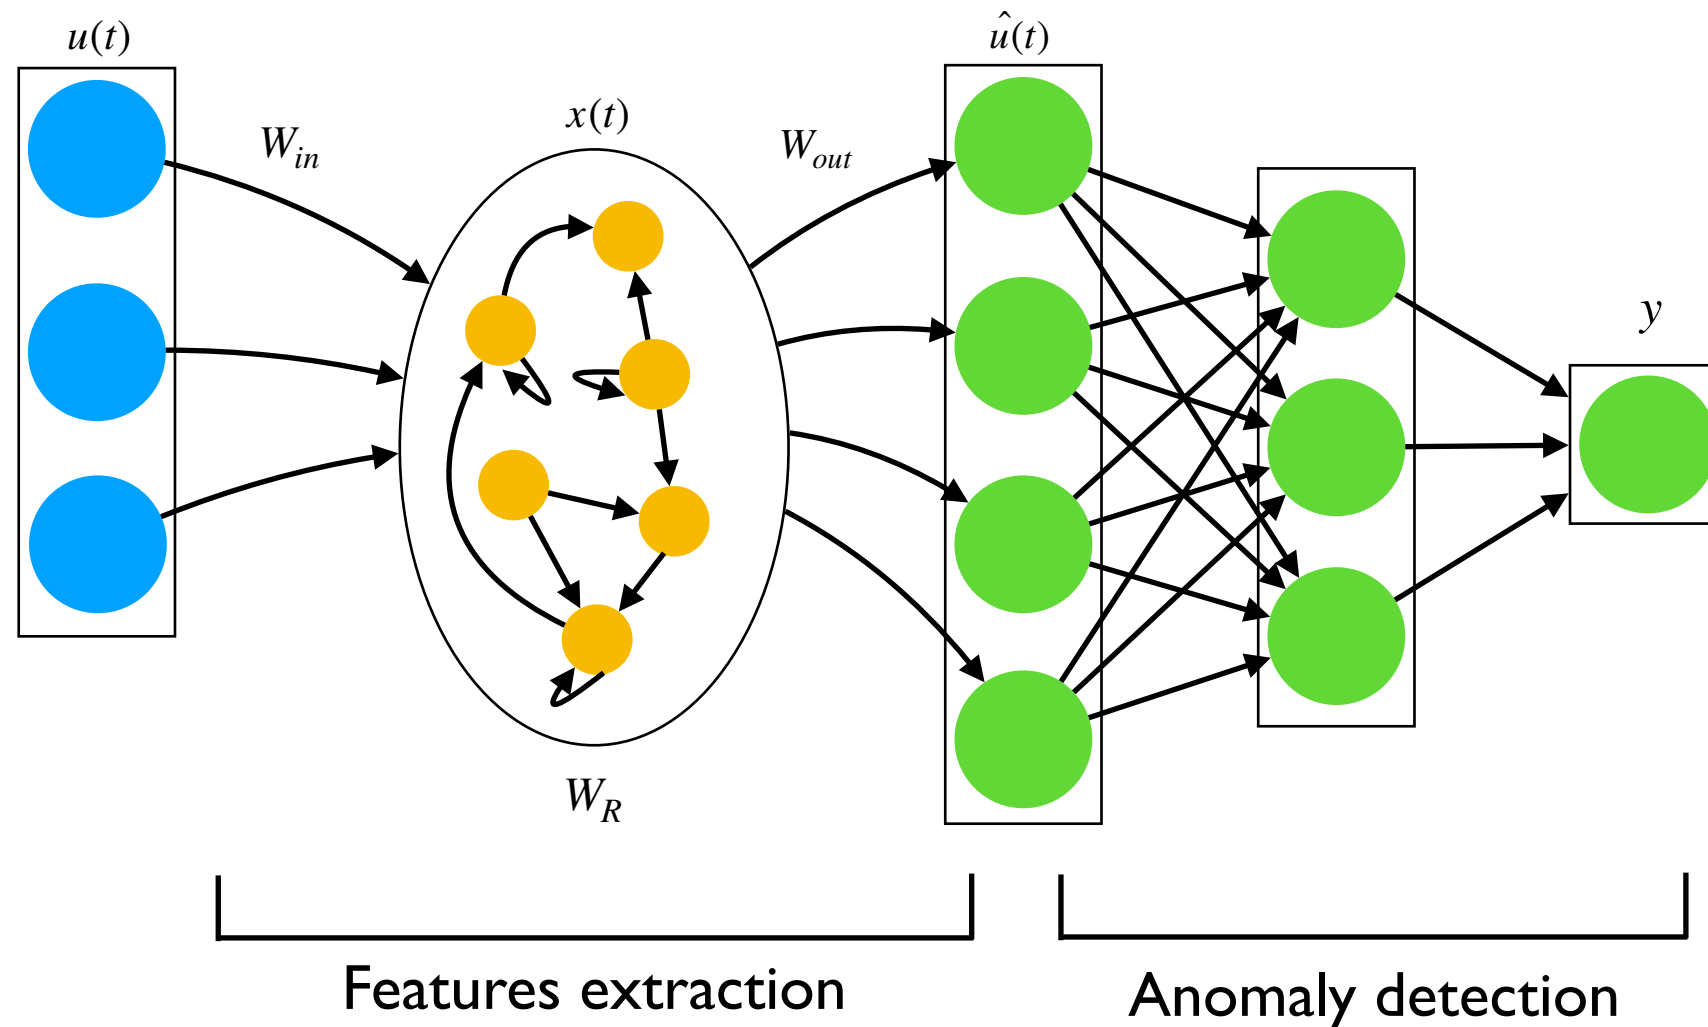 u(t)
W_in
x(t)
W_out
û(t)
y
W_R
Features extraction
Anomaly detection